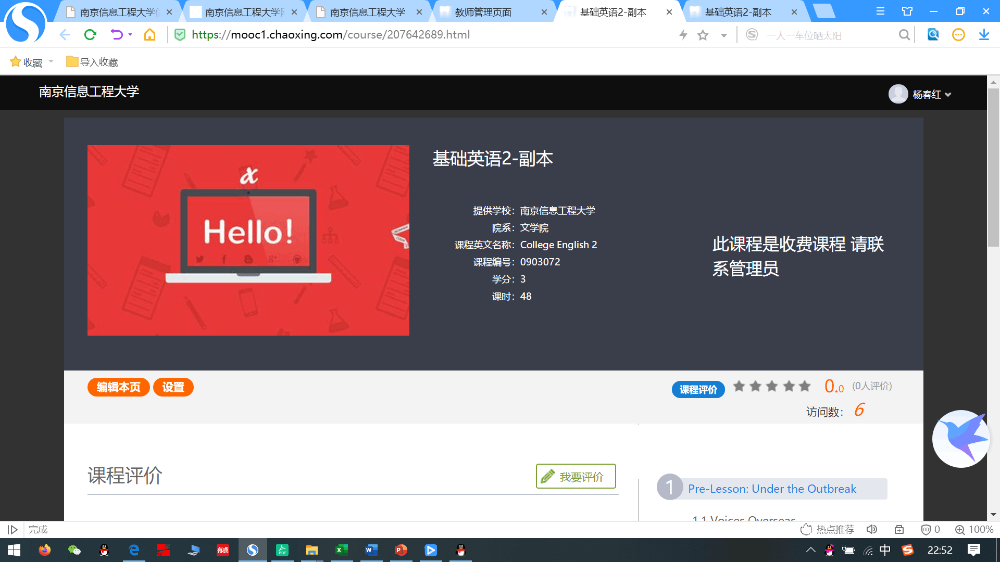 南京信息工程大学信
南京信息工程大学网
南京信息工程大学
教师管理页面
基础英语2-副本
基础英语2-副本
https://mooc1.chaoxing.com/course/207642689.html
一人一车位晒太阳
收藏
导入收藏
南京信息工程大学
杨春红
x
Hello!
基础英语2-副本
提供学校：南京信息工程大学
院系：文学院
课程英文名称：College English 2
课程编号：0903072
学分：3
课时：48
此课程是收费课程 请联
系管理员
编辑本页
设置
课程评价
0.0
(0人评价)
访问数：
6
课程评价
我要评价
1
Pre-Lesson: Under the Outbreak
1.1 Voices Overseas
完成
热点推荐
0
100%
有道
PDF
中
22:52